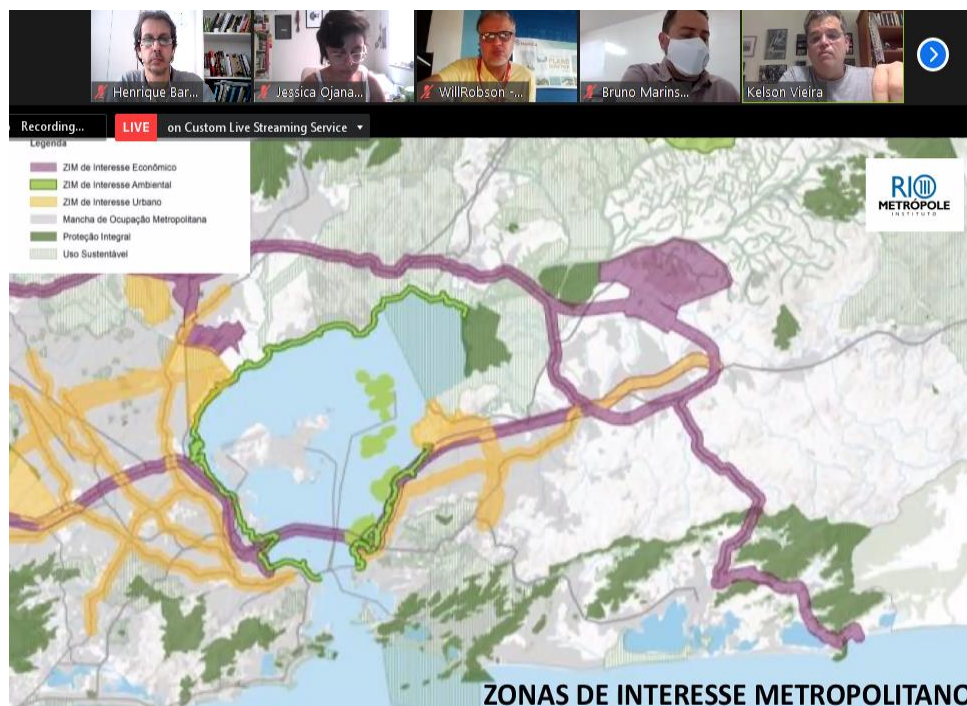 Henrique Bar...
Jessica Ojana...
WillRobson -...
Bruno Marins...
Kelson Vieira
Recording...
LIVE on Custom Live Streaming Service
Legenda
ZIM de Interesse Econômico
ZIM de Interesse Ambiental
ZIM de Interesse Urbano
Mancha de Ocupação Metropolitana
Proteção Integral
Uso Sustentável
RIO
METRÓPOLE
INSTITUTO
ZONAS DE INTERESSE METROPOLITANO